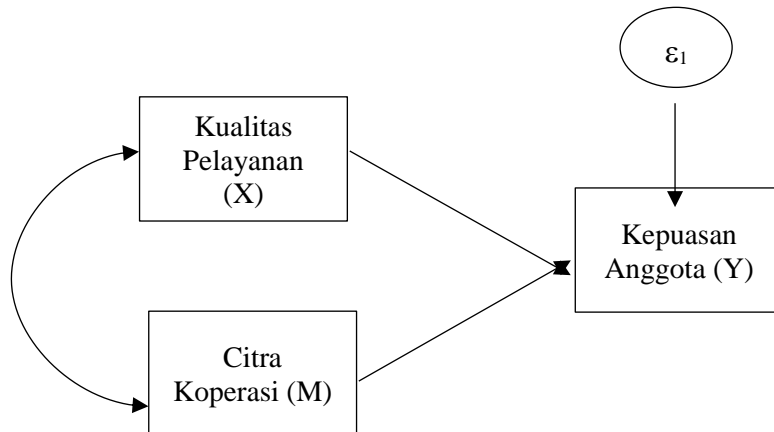 ε1
Kualitas
Pelayanan
(X)
Kepuasan
Anggota (Y)
Citra
Koperasi (M)